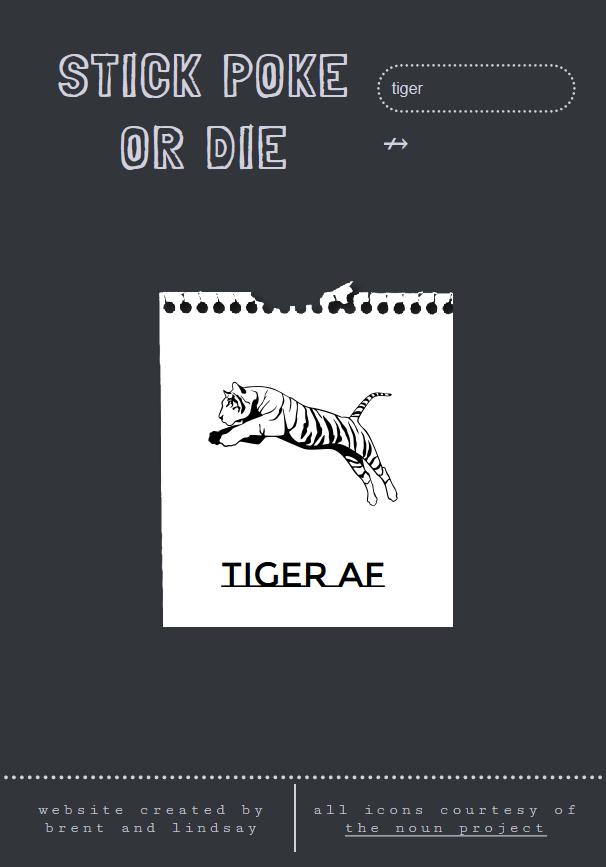 STICK POKE
OR DIE
tiger
TIGER AF
website created by
brent and lindsay
all icons courtesy of
the noun project